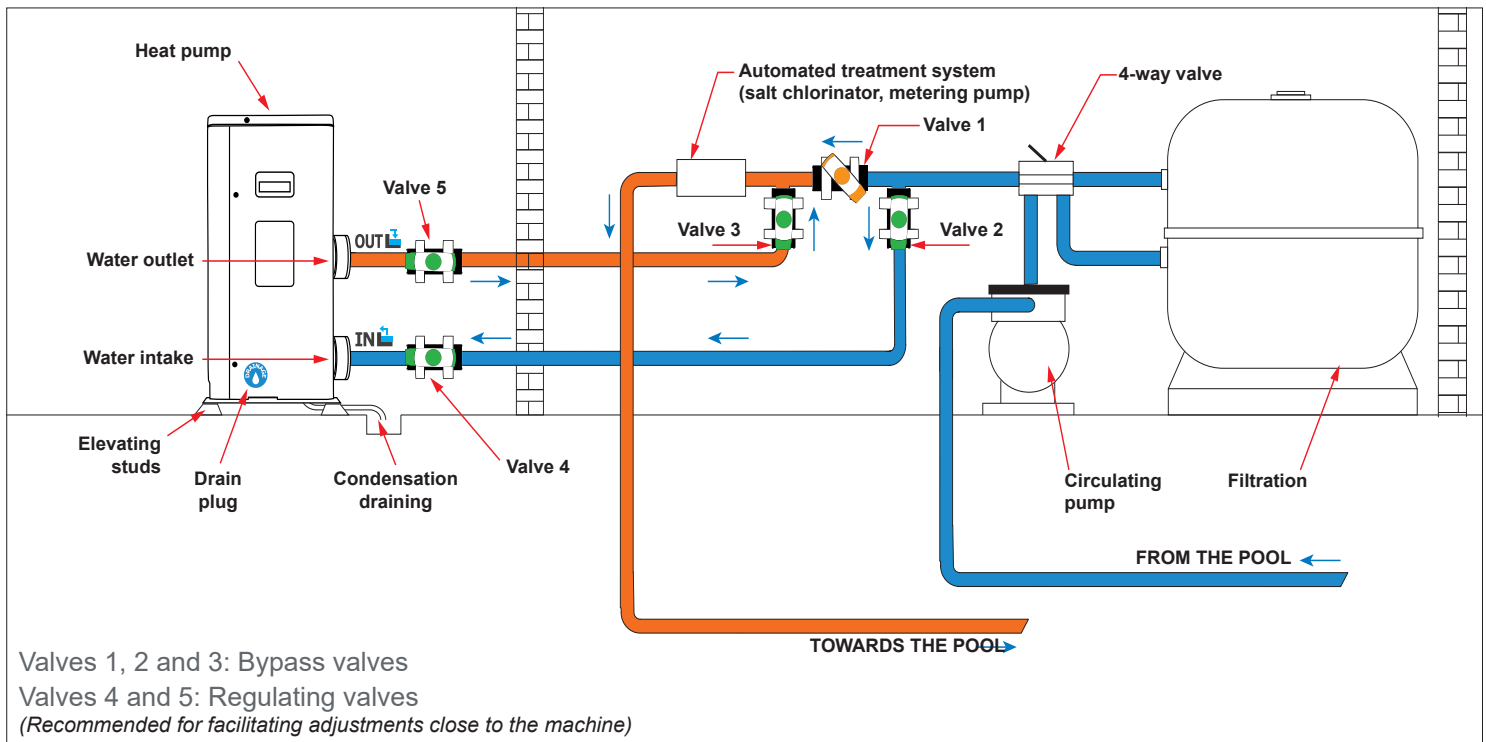 Heat pump
Automated treatment system
(salt chlorinator, metering pump)
4-way valve
Valve 1
Valve 5
OUT
Valve 3
Valve 2
Water outlet
IN
Water intake
DRAINAGE
Elevating
studs
Drain
plug
Condensation
draining
Valve 4
Circulating
pump
Filtration
FROM THE POOL
TOWARDS THE POOL
Valves 1, 2 and 3: Bypass valves
Valves 4 and 5: Regulating valves
(Recommended for facilitating adjustments close to the machine)